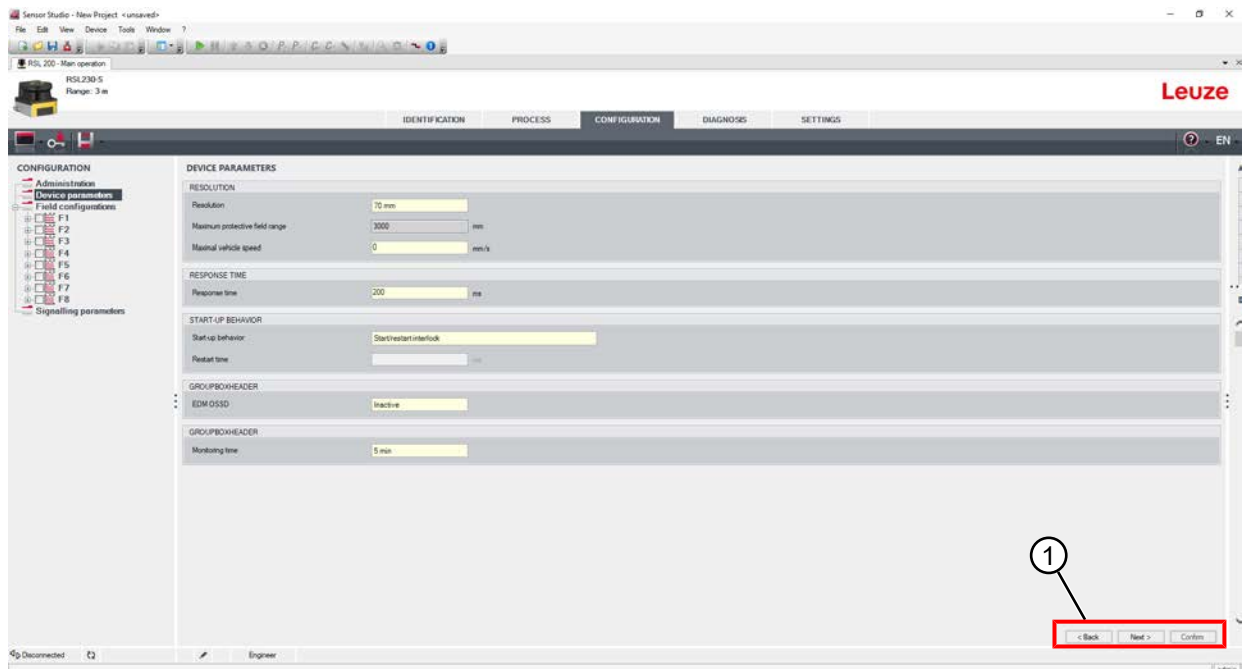 Sensor Studio - New Project <unsaved>
File Edit View Device Tools Window ?
RSL 200 - Main operation
RSL230-S
Range: 3 m
Leuze
IDENTIFICATION PROCESS CONFIGURATION DIAGNOSIS SETTINGS
EN
CONFIGURATION
Administration
Device parameters
Field configurations
F1
F2
F3
F4
F5
F6
F7
F8
Signalling parameters
DEVICE PARAMETERS
RESOLUTION
Resolution 70 mm
Maximum protective field range 3000 mm
Maximal vehicle speed 0 mm/s
RESPONSE TIME
Response time 200 ms
START-UP BEHAVIOR
Start-up behavior Start/restart interlock
Restart time
GROUPBOXHEADER
EDM OSSD Inactive
GROUPBOXHEADER
Monitoring time 5 min
1
< Back Next > Confirm
Disconnected Engineer